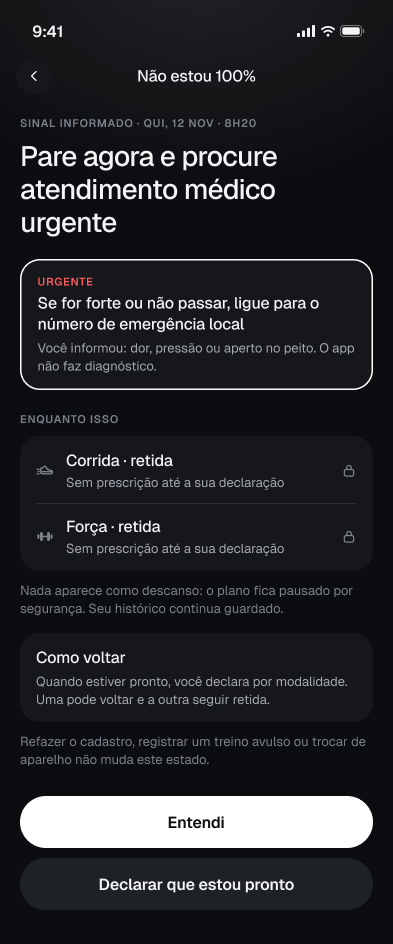 9:41
Não estou 100%
SINAL INFORMADO · QUI, 12 NOV · 8H20
Pare agora e procure
atendimento médico
urgente
URGENTE
Se for forte ou não passar, ligue para o
número de emergência local
Você informou: dor, pressão ou aperto no peito. O app
não faz diagnóstico.
ENQUANTO ISSO
Corrida · retida
Sem prescrição até a sua declaração
Força · retida
Sem prescrição até a sua declaração
Nada aparece como descanso: o plano fica pausado por
segurança. Seu histórico continua guardado.
Como voltar
Quando estiver pronto, você declara por modalidade.
Uma pode voltar e a outra seguir retida.
Refazer o cadastro, registrar um treino avulso ou trocar de
aparelho não muda este estado.
Entendi
Declarar que estou pronto